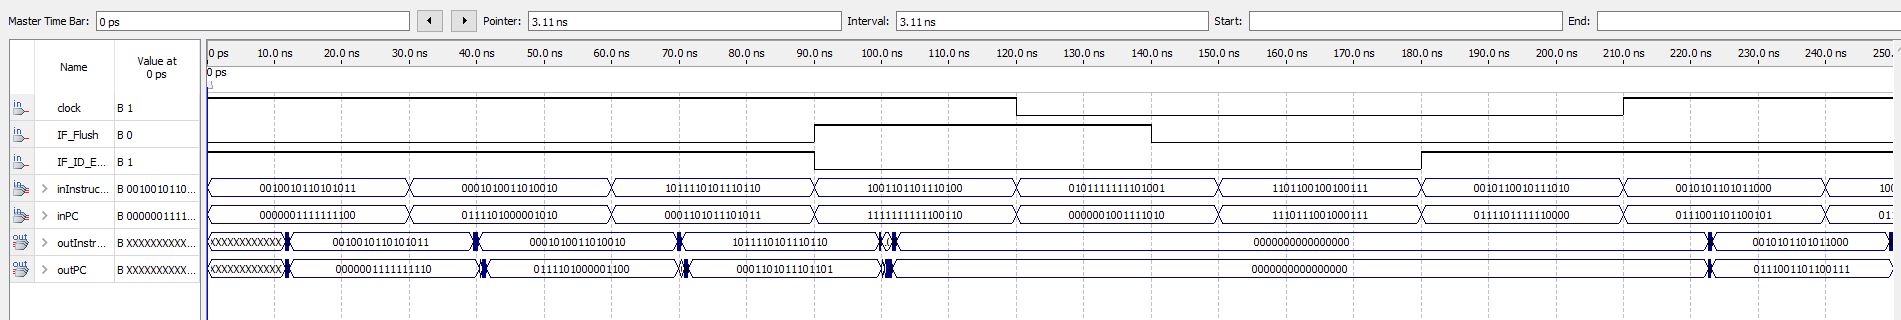 Master Time Bar: 0 ps Pointer: 3.11 ns Interval: 3.11 ns Start: End:
Name Value at 0 ps
0 ps 10.0 ns 20.0 ns 30.0 ns 40.0 ns 50.0 ns 60.0 ns 70.0 ns 80.0 ns 90.0 ns 100.0 ns 110.0 ns 120.0 ns 130.0 ns 140.0 ns 150.0 ns 160.0 ns 170.0 ns 180.0 ns 190.0 ns 200.0 ns 210.0 ns 220.0 ns 230.0 ns 240.0 ns 250.
0 ps
in clock B 1
in IF_Flush B 0
in IF_ID_E... B 1
in inInstruc... B 0010010110... 0010010110101011 0001010011010010 1011110101110110 1001101101110100 0101111111101001 1101100100100111 0010110010111010 0010101101011000 100
in inPC B 0000001111... 0000001111111100 0111101000001010 0001101011101011 1111111111100110 0000001001111010 1110111001000111 0111101111110000 0111001101100101 011
out outInstr... B XXXXXXXXXX... XXXXXXXXXXXX 0010010110101011 0001010011010010 1011110101110110 0000000000000000 0010101101011000
out outPC B XXXXXXXXXX... XXXXXXXXXXXX 0000001111111110 0111101000001100 0001101011101101 0000000000000000 0111001101100111